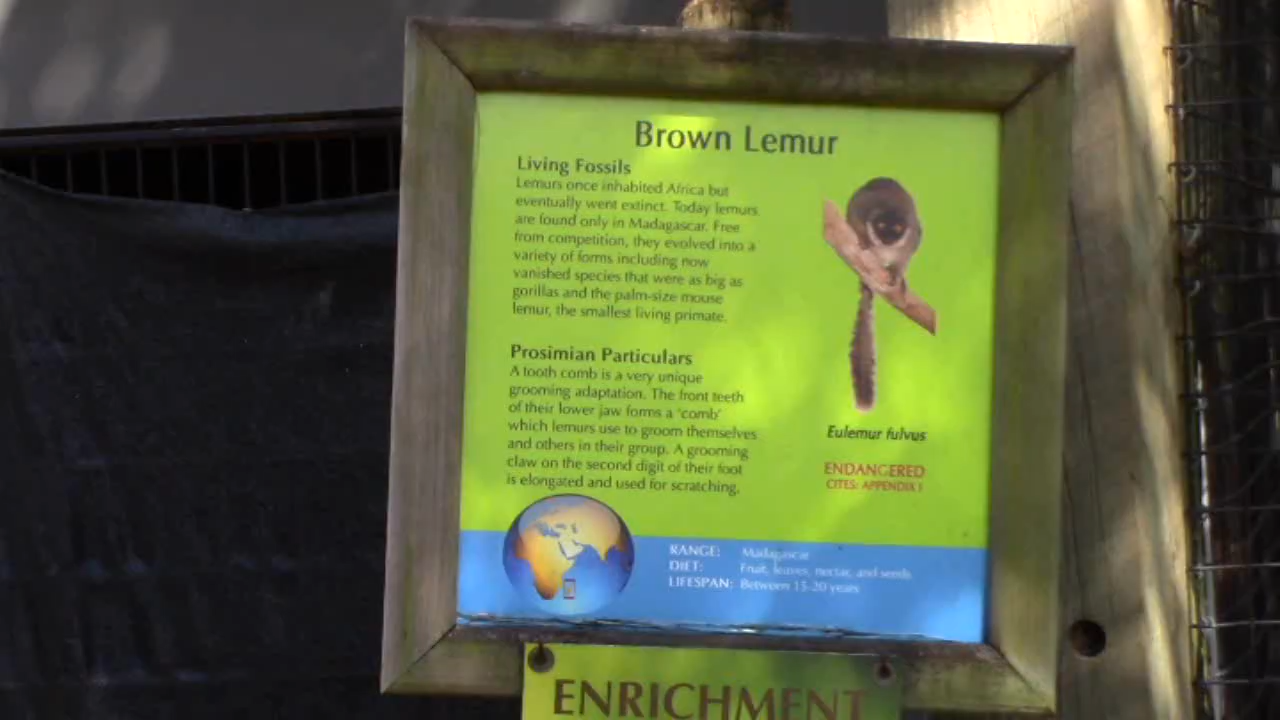 Brown Lemur
Living Fossils
Lemurs once inhabited Africa but
eventually went extinct. Today lemurs
are found only in Madagascar. Free
from competition, they evolved into a
variety of forms including now
vanished species that were as big as
gorillas and the palm-size mouse
lemur, the smallest living primate.
Prosimian Particulars
A tooth comb is a very unique
grooming adaptation. The front teeth
of their lower jaw forms a 'comb'
which lemurs use to groom themselves
and others in their group. A grooming
claw on the second digit of their foot
is elongated and used for scratching.
Eulemur fulvus
ENDANGERED
CITES: APPENDIX I
RANGE: Madagascar
DIET: Fruit, leaves, nectar, and seeds
LIFESPAN: Between 15-20 years
ENRICHMENT